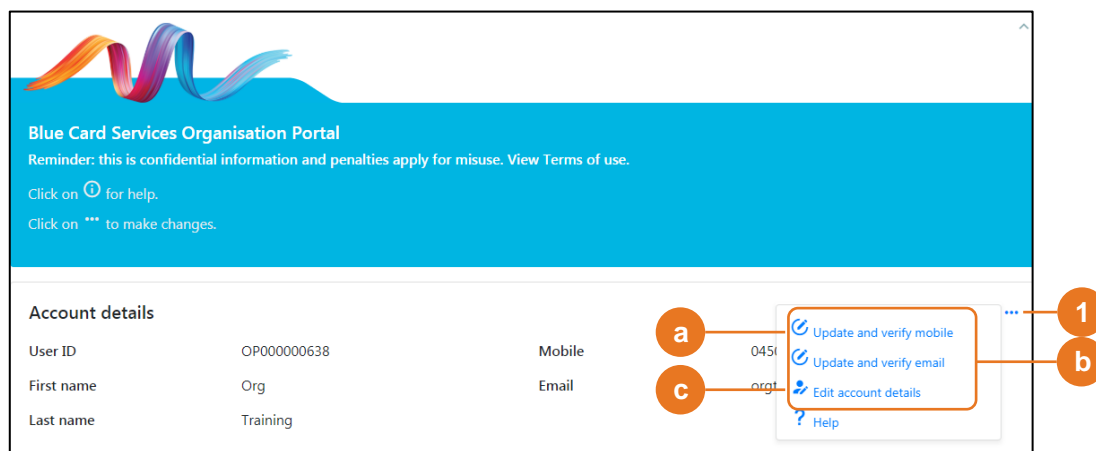 Blue Card Services Organisation Portal
Reminder: this is confidential information and penalties apply for misuse. View Terms of use.
Click on ⓘ for help.
Click on ••• to make changes.
Account details
••• 1
a Update and verify mobile
User ID OP000000638 Mobile 0450
Update and verify email b
First name Org Email orgt
c Edit account details
Last name Training
? Help